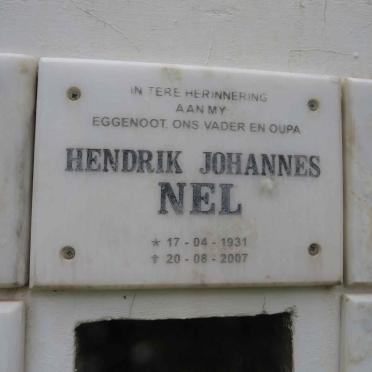 IN TERE HERINNERING
AAN MY
EGGENOOT, ONS VADER EN OUPA
HENDRIK JOHANNES
NEL
* 17 - 04 - 1931
✝ 20 - 08 - 2007